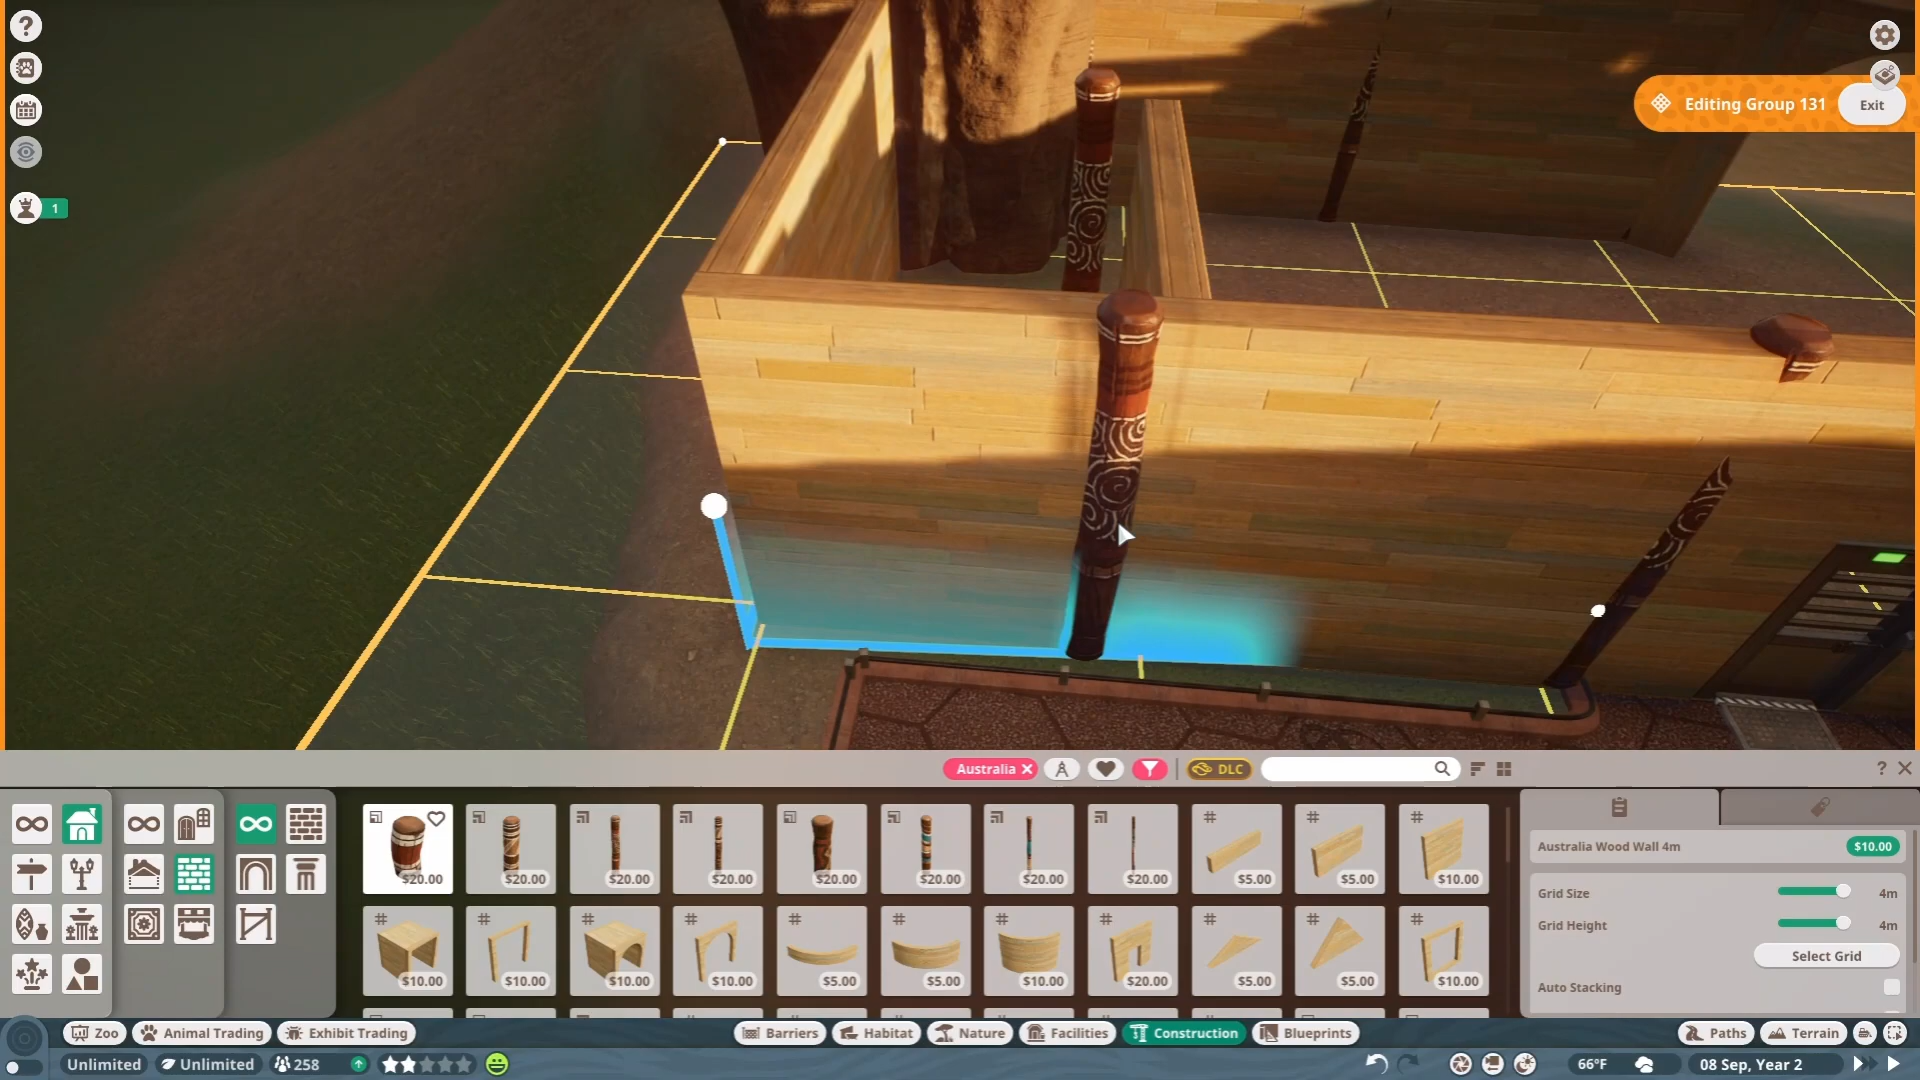 ?
Editing Group 131
Exit
1
Australia ×
DLC
? ×
$20.00
$20.00
$20.00
$20.00
$20.00
$20.00
$20.00
$20.00
$5.00
$5.00
$10.00
$10.00
$10.00
$10.00
$10.00
$5.00
$5.00
$10.00
$20.00
$5.00
$5.00
$10.00
Australia Wood Wall 4m
$10.00
Grid Size
4m
Grid Height
4m
Select Grid
Auto Stacking
Zoo
Animal Trading
Exhibit Trading
Barriers
Habitat
Nature
Facilities
Construction
Blueprints
Paths
Terrain
Unlimited
Unlimited
258
66°F
08 Sep, Year 2